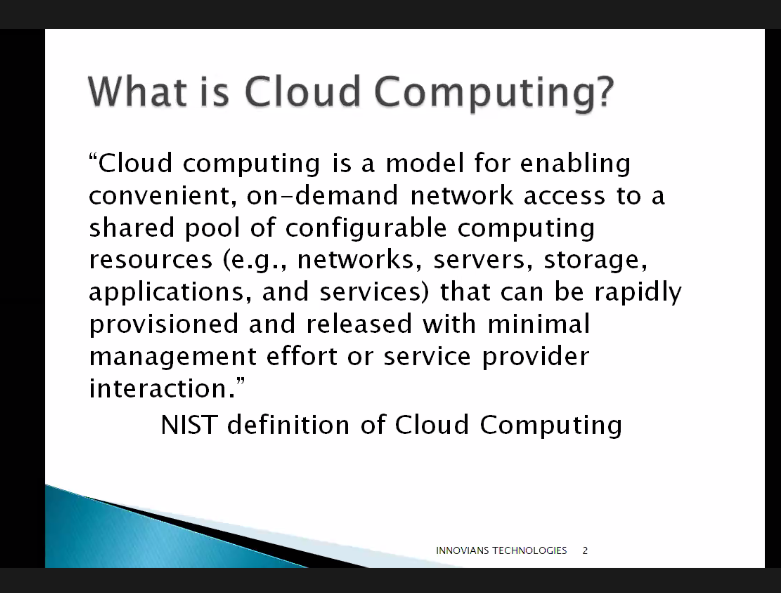 What is Cloud Computing?
“Cloud computing is a model for enabling
convenient, on-demand network access to a
shared pool of configurable computing
resources (e.g., networks, servers, storage,
applications, and services) that can be rapidly
provisioned and released with minimal
management effort or service provider
interaction.”
NIST definition of Cloud Computing
INNOVIANS TECHNOLOGIES 2